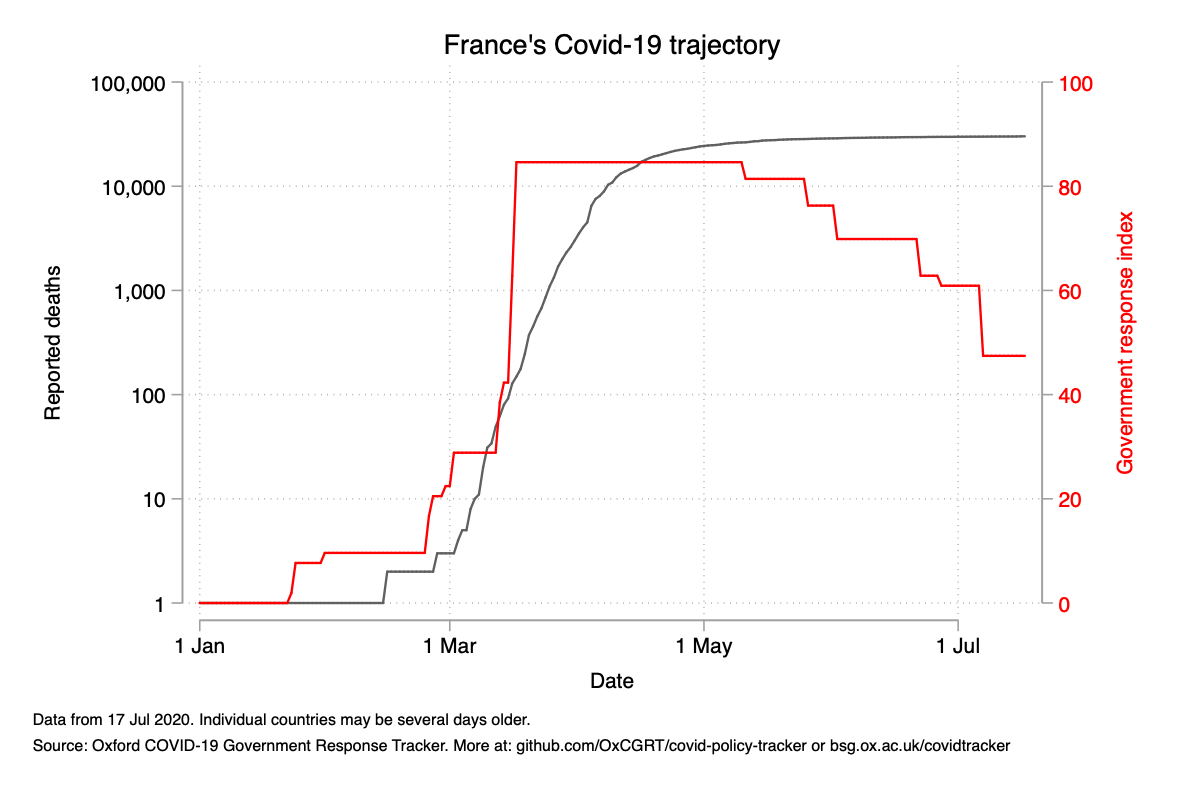 France's Covid-19 trajectory
100,000
10,000
1,000
100
10
1
Reported deaths
100
80
60
40
20
0
Government response index
1 Jan
1 Mar
1 May
1 Jul
Date
Data from 17 Jul 2020. Individual countries may be several days older.
Source: Oxford COVID-19 Government Response Tracker. More at: github.com/OxCGRT/covid-policy-tracker or bsg.ox.ac.uk/covidtracker